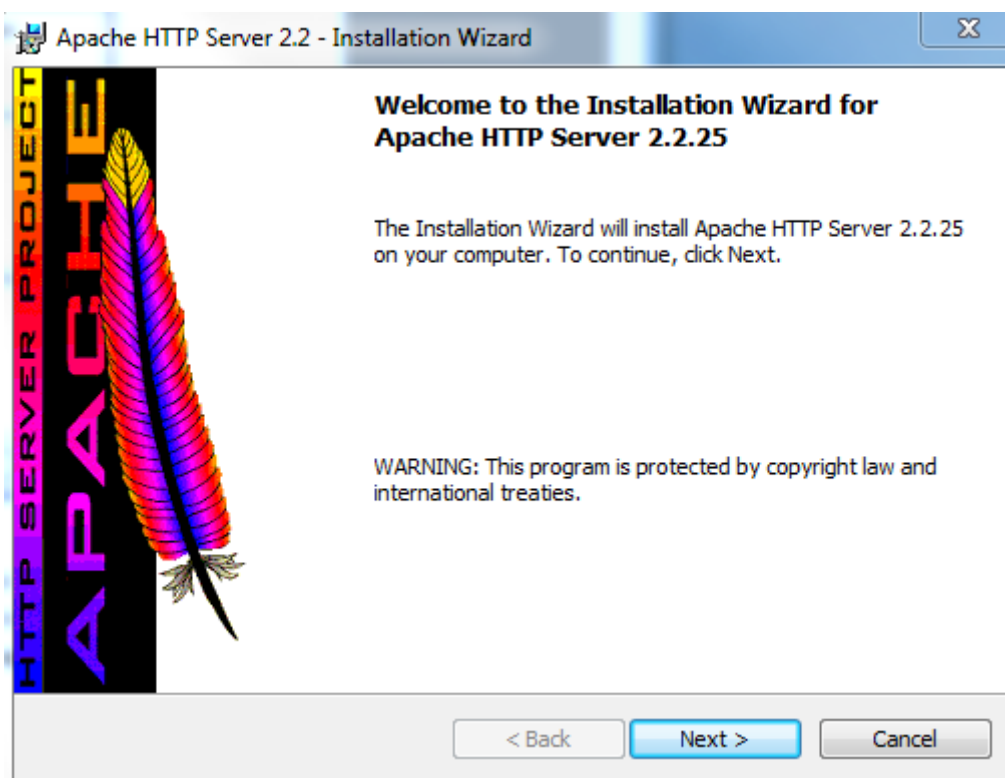 Apache HTTP Server 2.2 - Installation Wizard
HTTP SERVER PROJECT
APACHE
Welcome to the Installation Wizard for
Apache HTTP Server 2.2.25
The Installation Wizard will install Apache HTTP Server 2.2.25
on your computer. To continue, click Next.
WARNING: This program is protected by copyright law and
international treaties.
< Back
Next >
Cancel